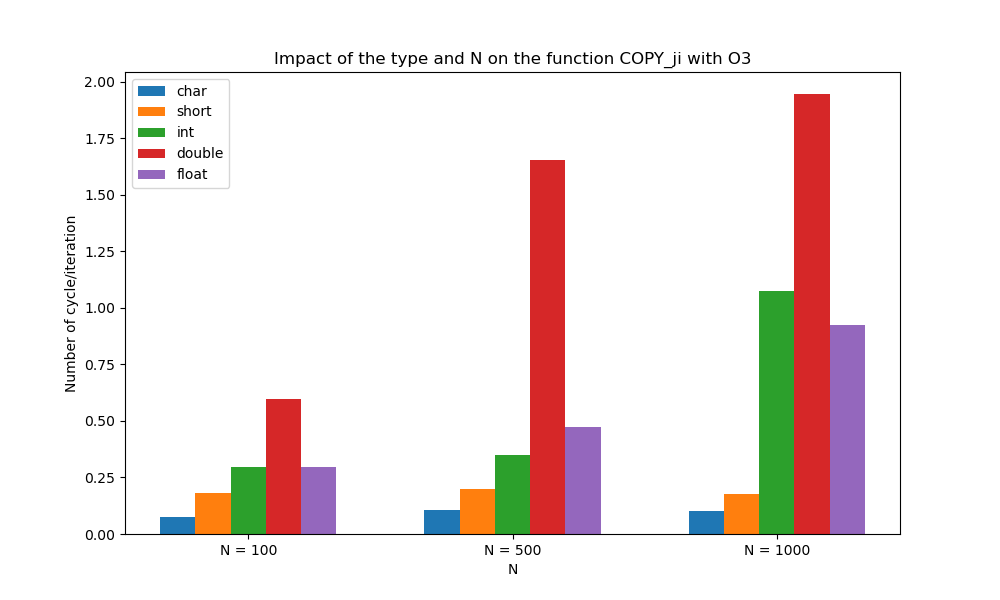 Impact of the type and N on the function COPY_ji with O3
char
short
int
double
float
Number of cycle/iteration
2.00
1.75
1.50
1.25
1.00
0.75
0.50
0.25
0.00
N = 100
N = 500
N = 1000
N